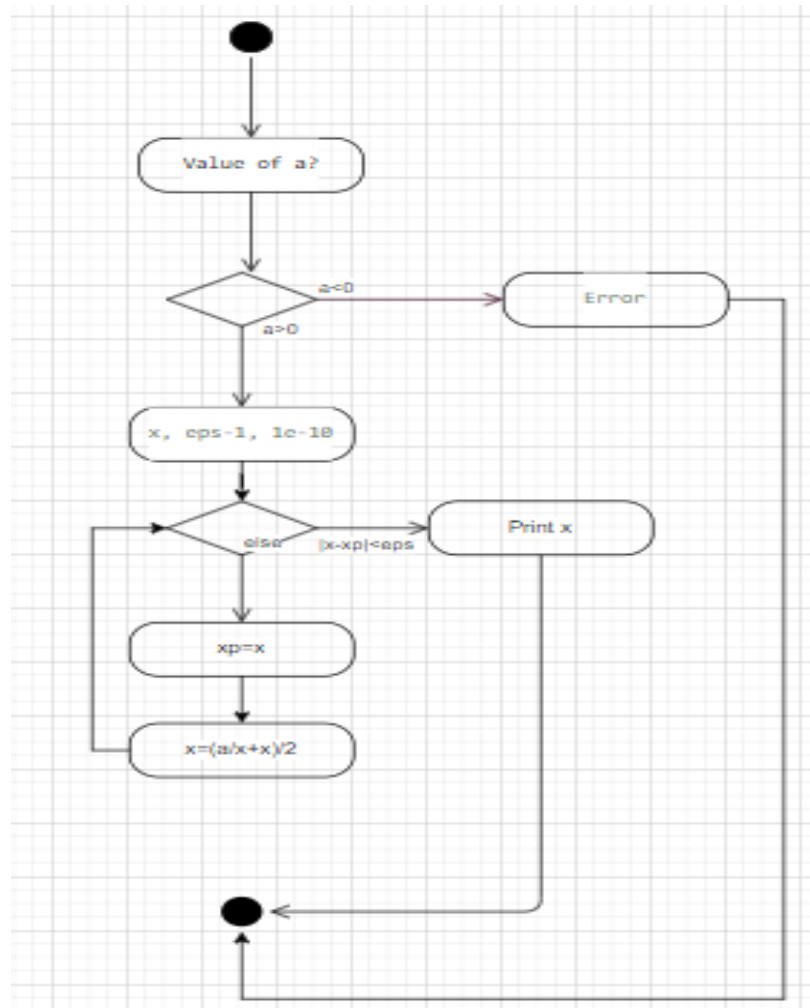 Value of a?
a<0
Error
a>0
x, eps-1, 1e-10
else
|x-xp|<eps
Print x
xp=x
x=(a/x+x)/2